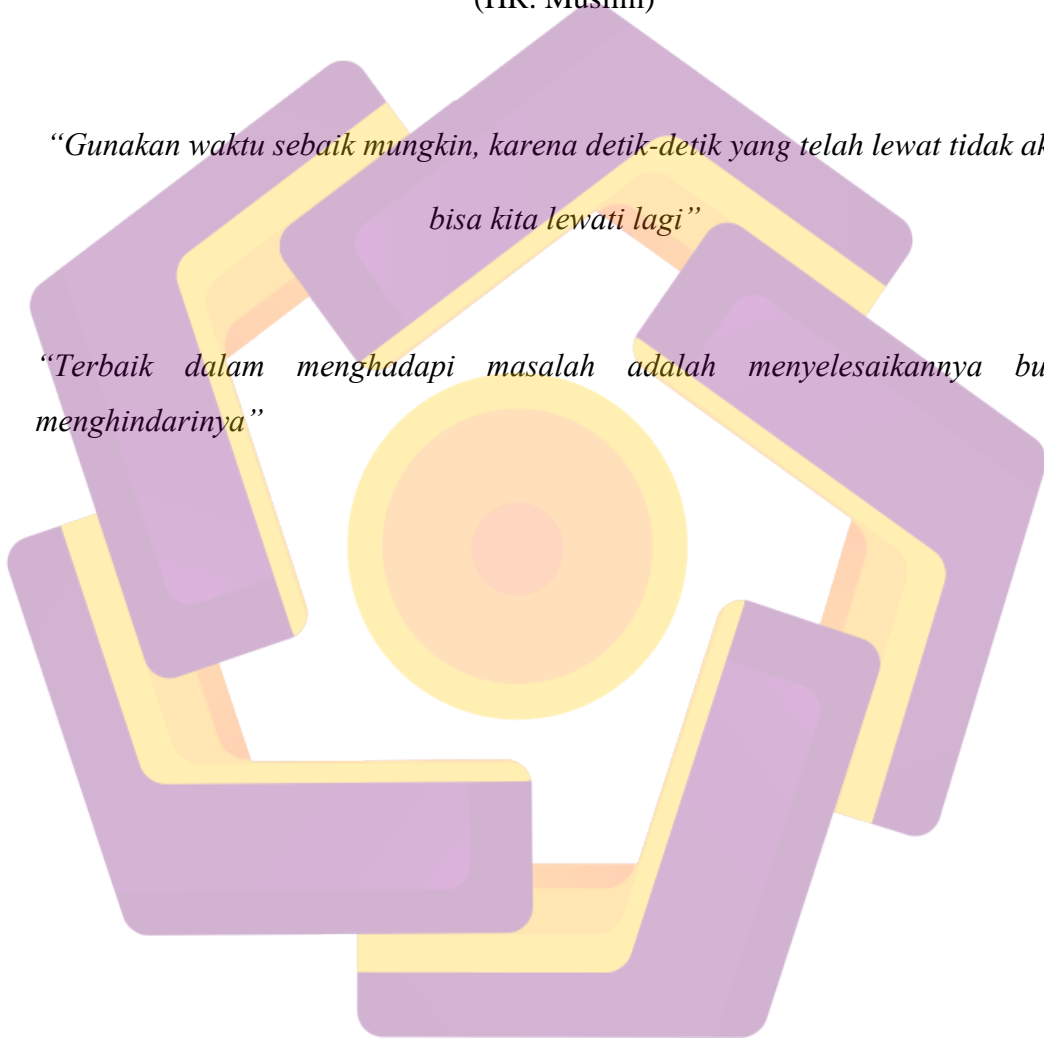 (HR. Muslim)
“Gunakan waktu sebaik mungkin, karena detik-detik yang telah lewat tidak ak
bisa kita lewati lagi”
“Terbaik dalam menghadapi masalah adalah menyelesaikannya bu
menghindarinya”